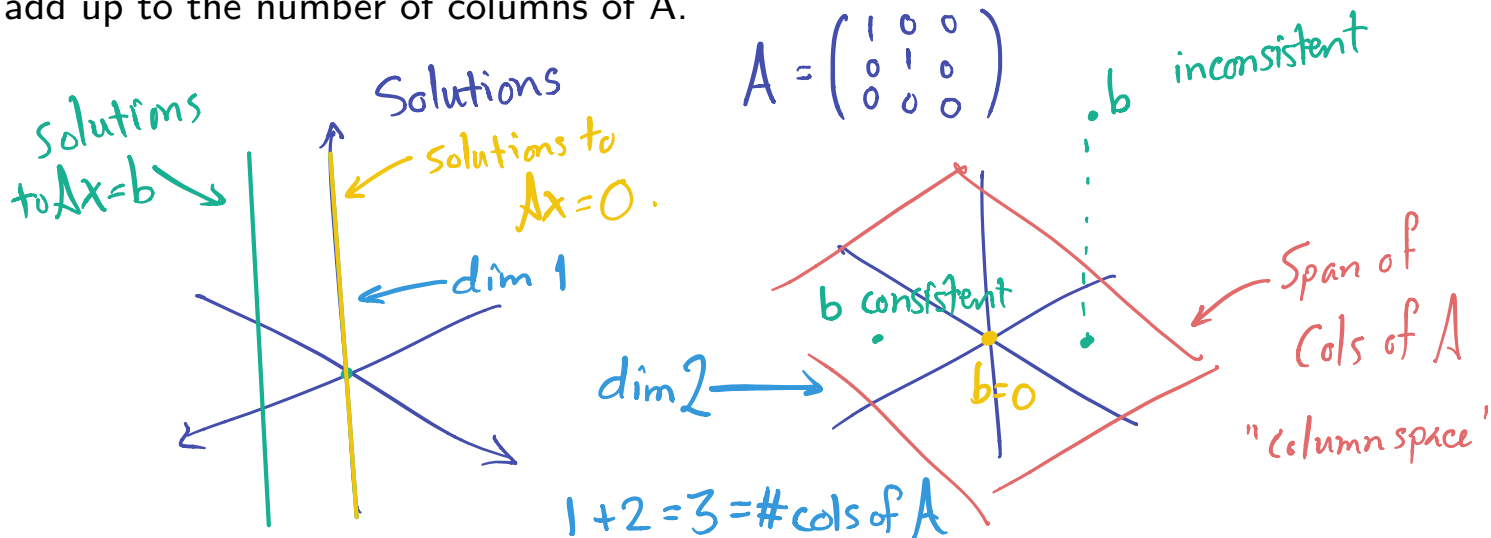 add up to the number of columns of A.
Solutions
to Ax=b
Solutions
solutions to
Ax=0.
dim 1
A = ( 1 0 0
0 1 0
0 0 0 )
.b inconsistent
b consistent
dim 2
b=0
Span of
Cols of A
"column space"
1+2=3=#cols of A